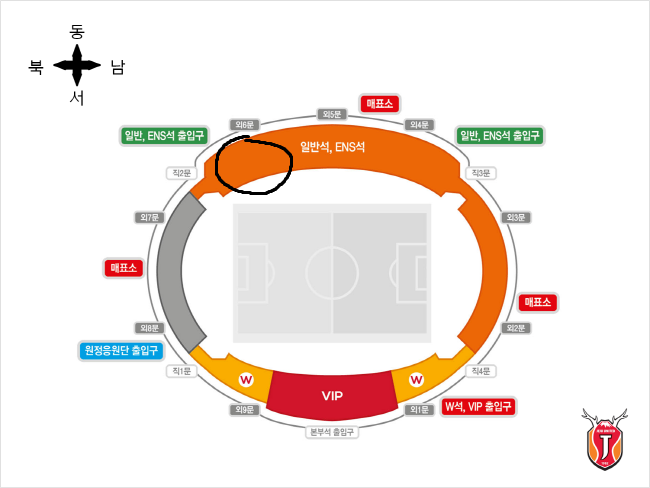 동
북
남
서
매표소
외5문
외6문
외4문
일반, ENS석 출입구
일반, ENS석 출입구
일반석, ENS석
직2문
직3문
외7문
외3문
매표소
매표소
외8문
외2문
원정응원단 출입구
직1문
직4문
W
W
VIP
외9문
외1문
W석, VIP 출입구
본부석 출입구
J